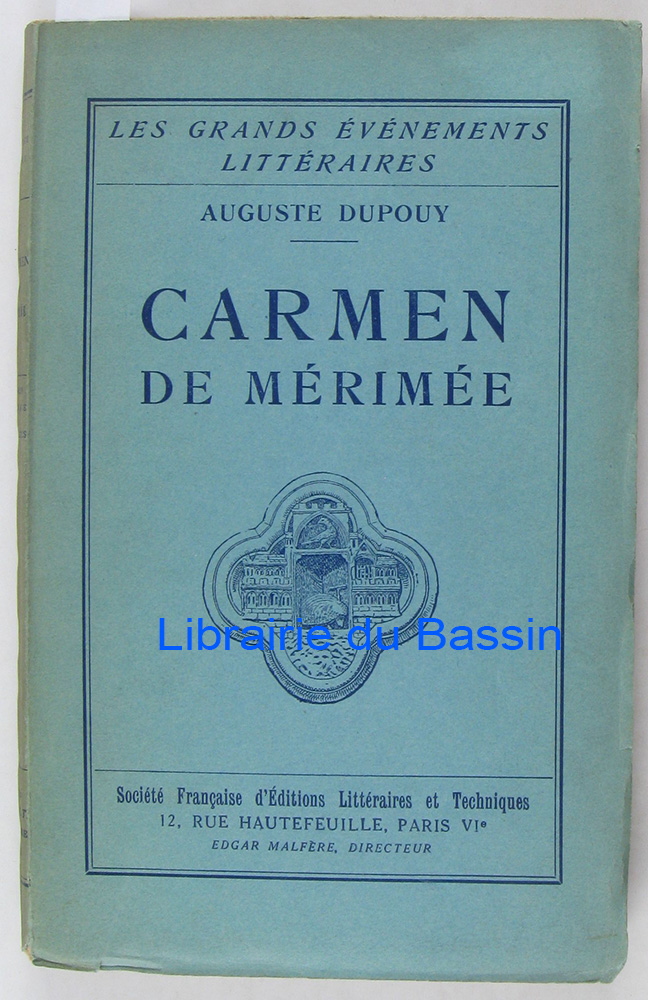 LES GRANDS ÉVÉNEMENTS
LITTÉRAIRES
AUGUSTE DUPOUY
CARMEN
DE MÉRIMÉE
Librairie du Bassin
Société Française d'Éditions Littéraires et Techniques
12, RUE HAUTEFEUILLE, PARIS VIe
EDGAR MALFÈRE, DIRECTEUR